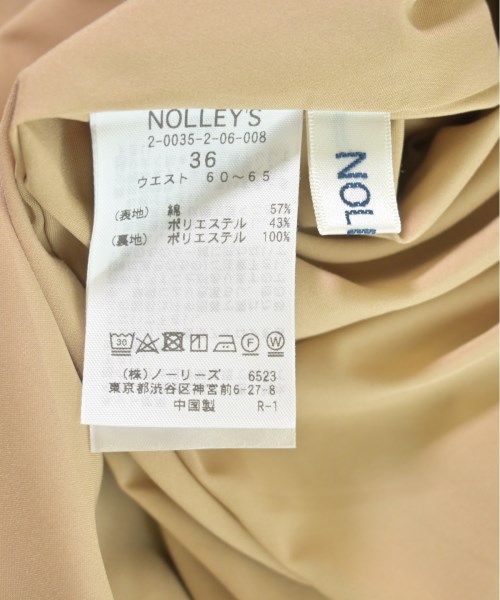 NOLLEY'S
2-0035-2-06-008
36
ウエスト 60〜65
(表地) 綿 57%
ポリエステル 43%
(裏地) ポリエステル 100%
30 F W
(株)ノーリーズ 6523
東京都渋谷区神宮前6-27-8
中国製 R-1
NOL